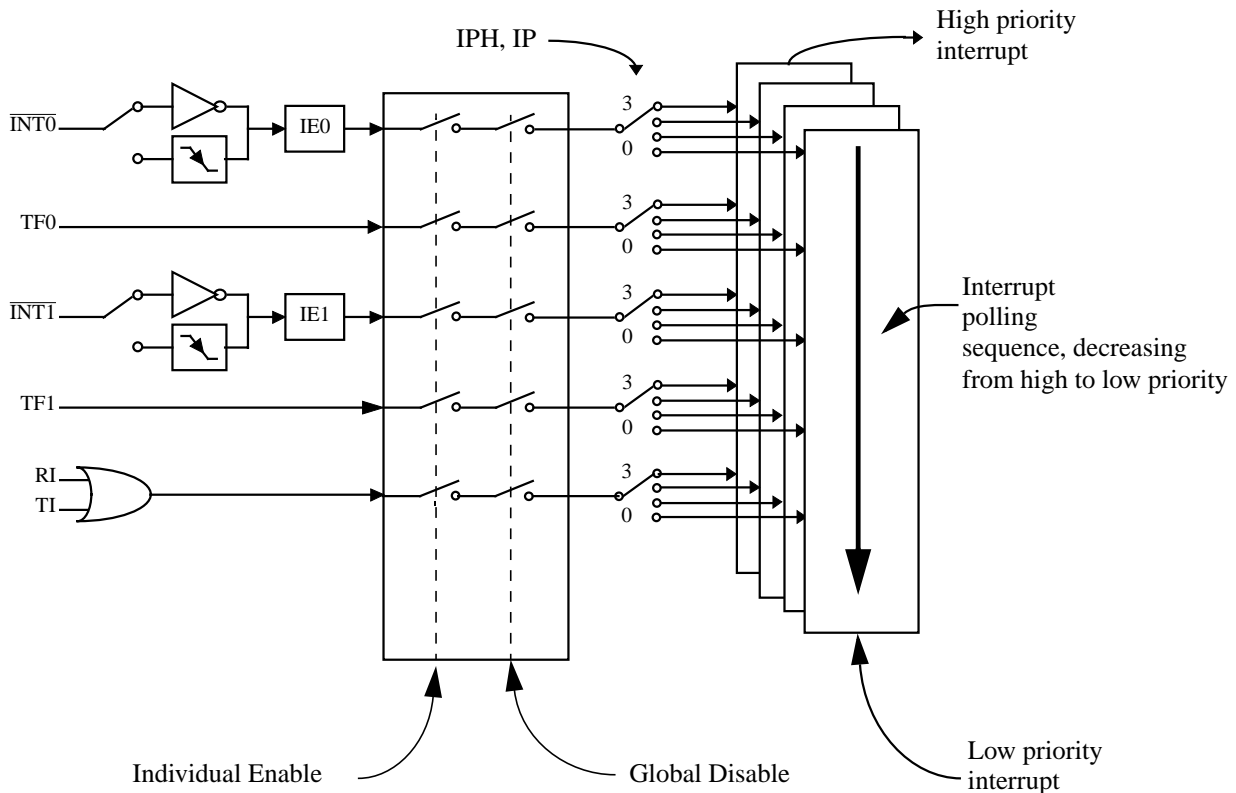 IPH, IP
High priority
interrupt
INT0
IE0
3
0
TF0
3
0
INT1
IE1
3
0
TF1
3
0
RI
TI
3
0
Interrupt
polling
sequence, decreasing
from high to low priority
Individual Enable
Global Disable
Low priority
interrupt